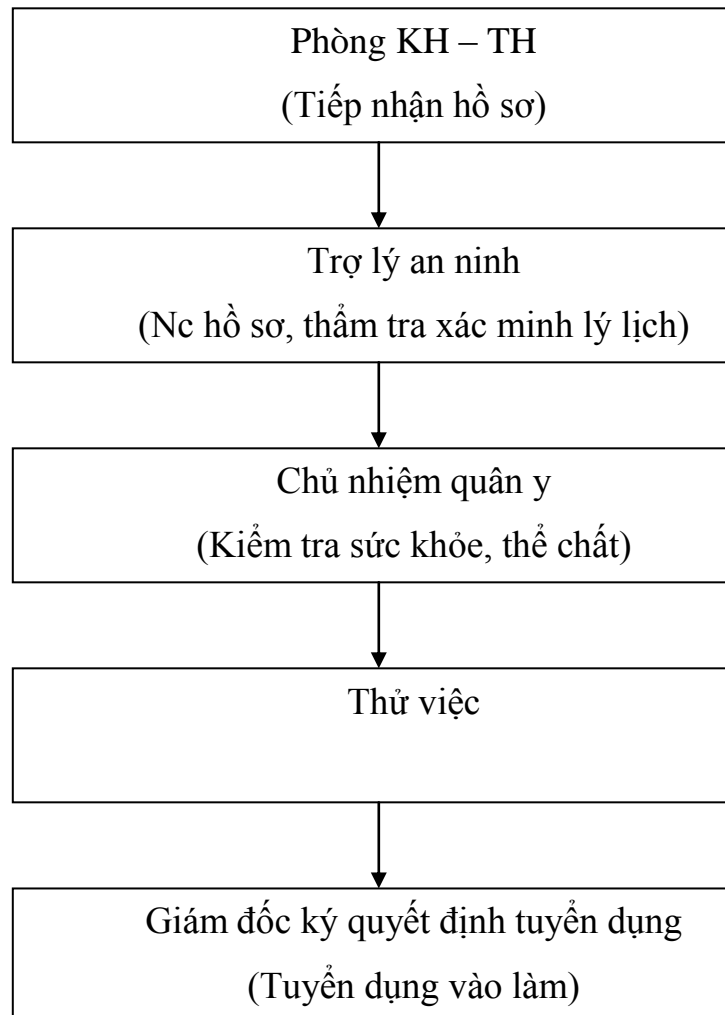 Phòng KH – TH
(Tiếp nhận hồ sơ)
Trợ lý an ninh
(Nc hồ sơ, thẩm tra xác minh lý lịch)
Chủ nhiệm quân y
(Kiểm tra sức khỏe, thể chất)
Thử việc
Giám đốc ký quyết định tuyển dụng
(Tuyển dụng vào làm)